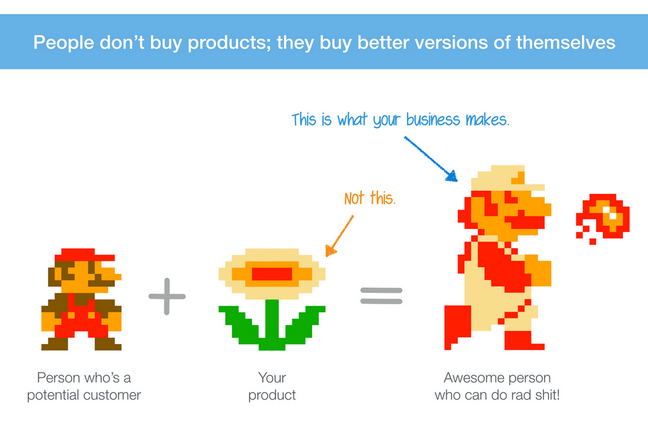 People don't buy products; they buy better versions of themselves
This is what your business makes.
Not this.
Person who's a
potential customer
Your
product
Awesome person
who can do rad shit!